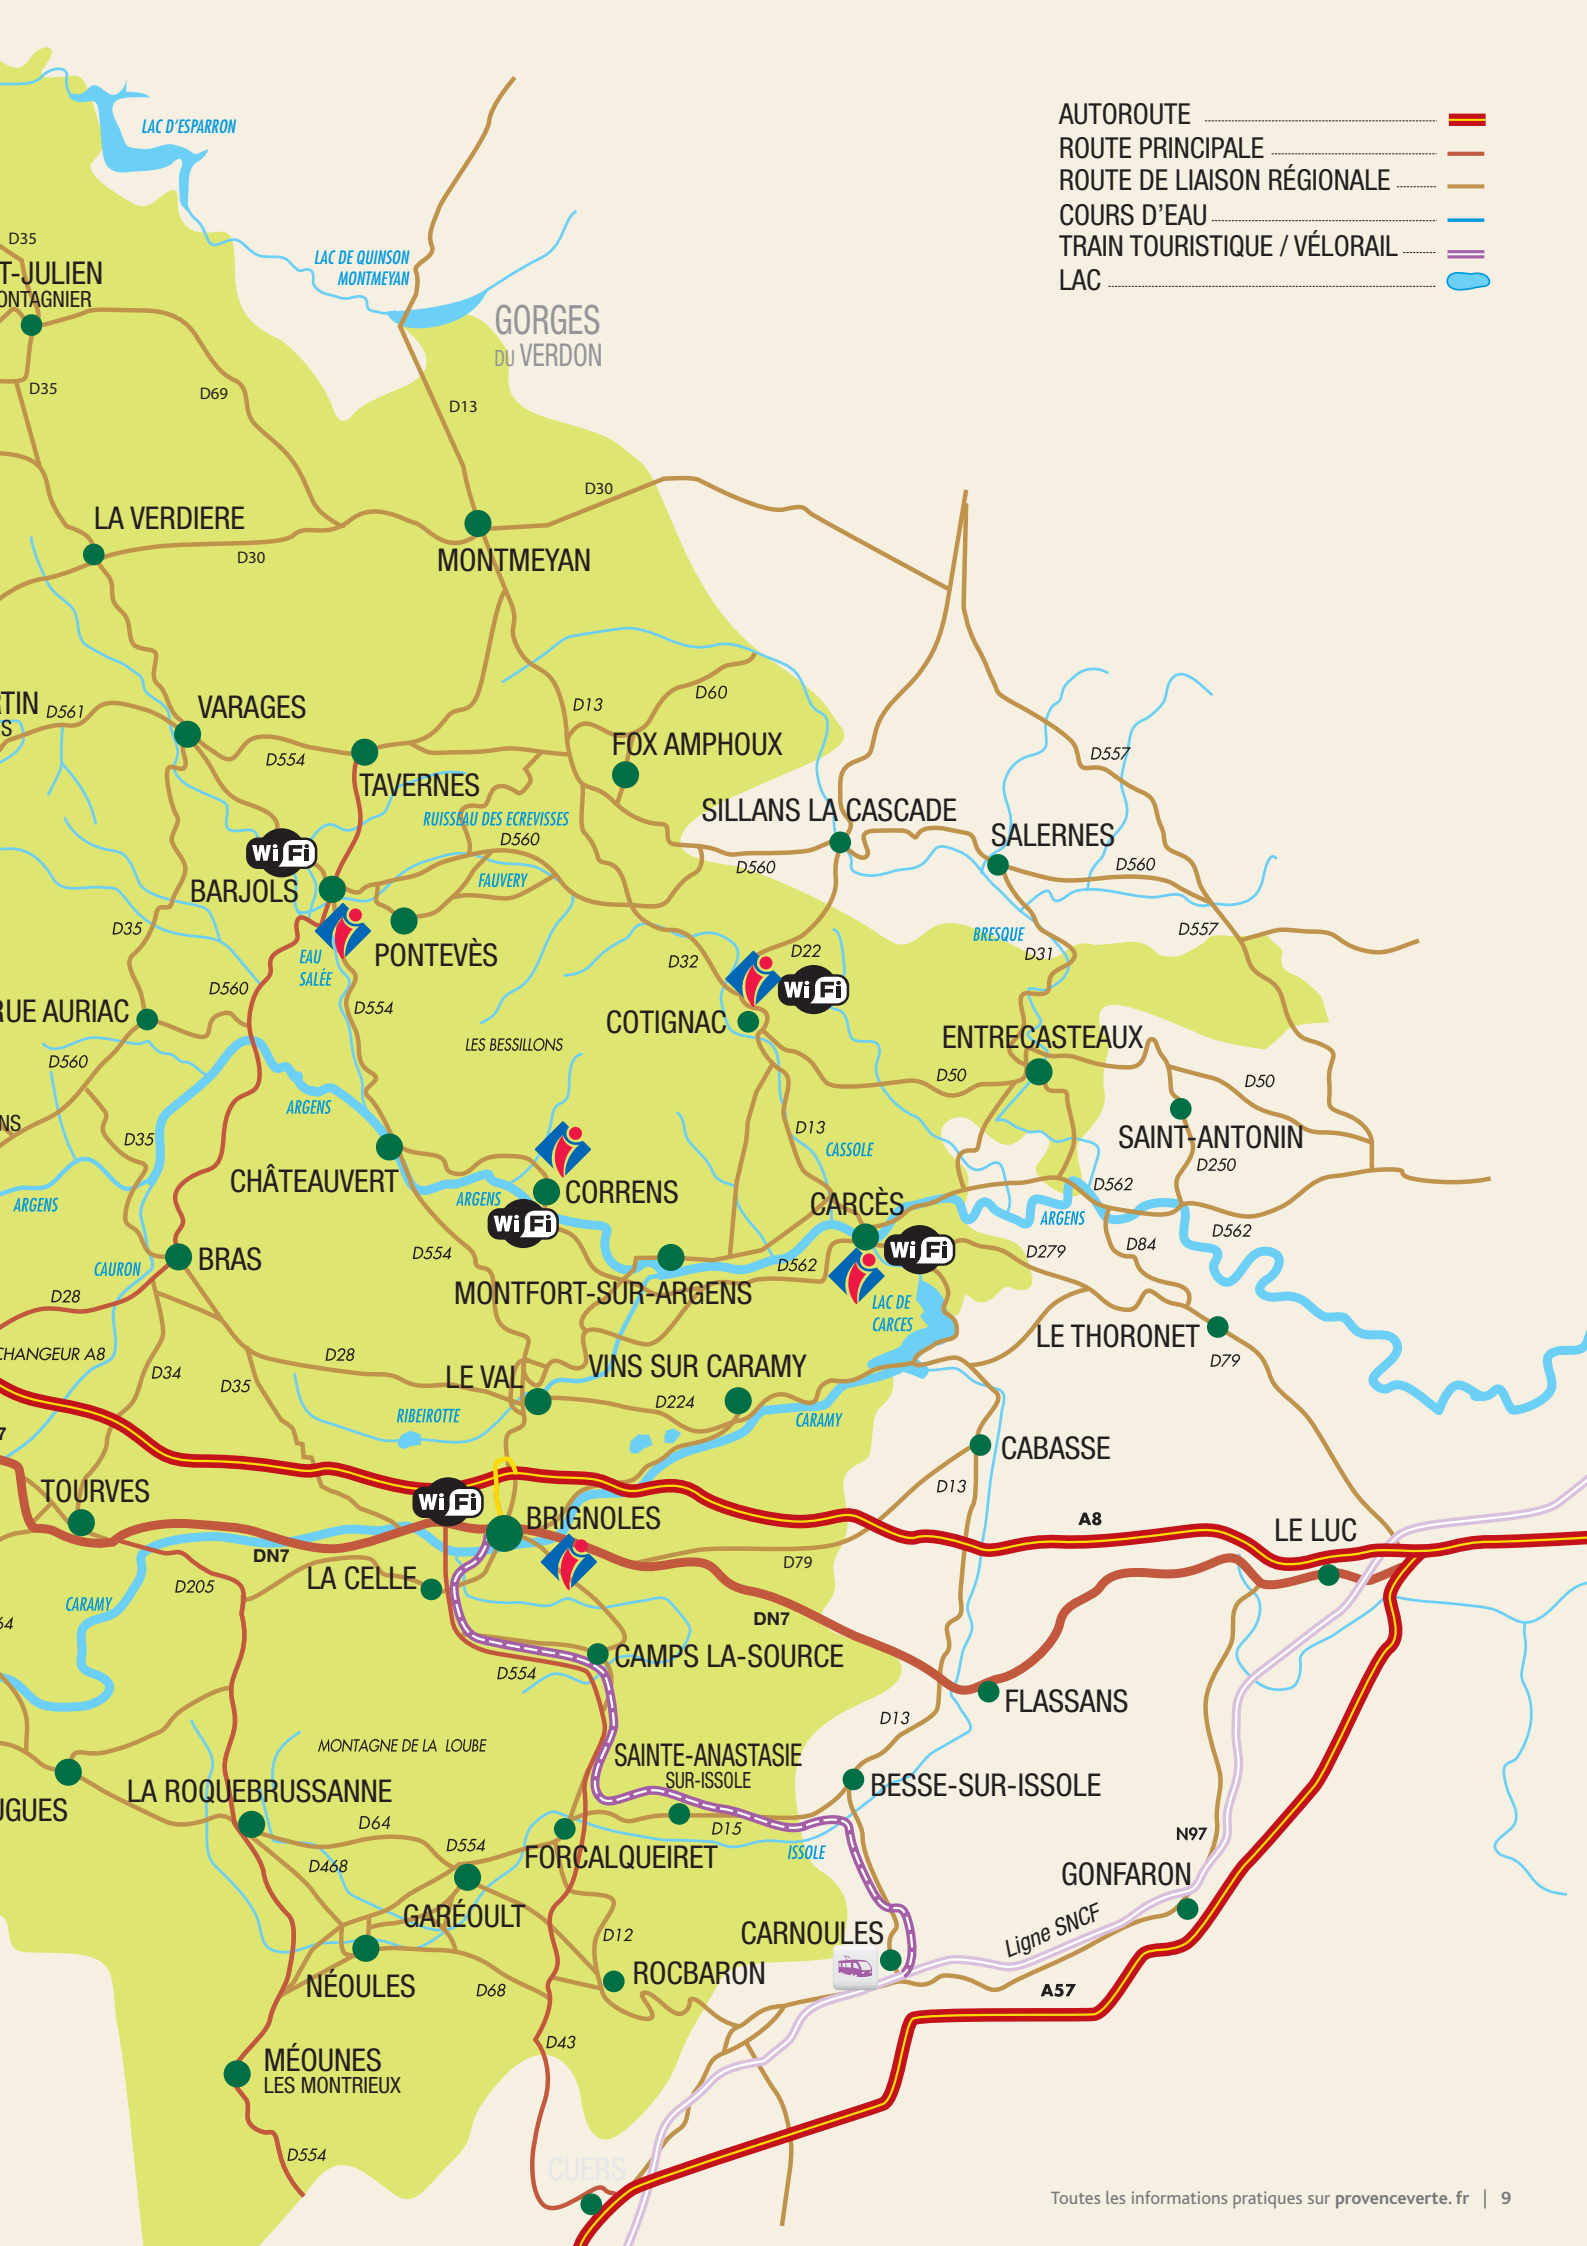 AUTOROUTE
ROUTE PRINCIPALE
ROUTE DE LIAISON RÉGIONALE
COURS D'EAU
TRAIN TOURISTIQUE / VÉLORAIL
LAC
LAC D'ESPARRON
D35
T-JULIEN
ONTAGNIER
LAC DE QUINSON
MONTMEYAN
GORGES
DU VERDON
D35
D69
D13
D30
LA VERDIERE
D30
MONTMEYAN
TIN
S
D561
VARAGES
D554
TAVERNES
D13
D60
FOX AMPHOUX
D557
RUISSEAU DES ECREVISSES
D560
SILLANS LA CASCADE
SALERNES
D560
D560
Wi Fi
BARJOLS
FAUVERY
D35
EAU
SALÉE
PONTEVÈS
D32
D22
BRESQUE
D31
D557
D560
D554
Wi Fi
RUE AURIAC
COTIGNAC
ENTRECASTEAUX
LES BESSILLONS
D560
D50
D50
ARGENS
NS
D35
D13
CASSOLE
SAINT-ANTONIN
D250
CHÂTEAUVERT
ARGENS
ARGENS
CORRENS
Wi Fi
CARCÈS
D562
ARGENS
D562
BRAS
CAURON
D554
D562
Wi Fi
D279
D84
D28
MONTFORT-SUR-ARGENS
LAC DE
CARCES
LE THORONET
D79
CHANGEUR A8
D34
D35
D28
LE VAL
VINS SUR CARAMY
D224
RIBEIROTTE
CARAMY
7
CABASSE
D13
TOURVES
Wi Fi
BRIGNOLES
A8
LE LUC
DN7
D79
LA CELLE
D205
CARAMY
64
DN7
D554
CAMPS LA-SOURCE
FLASSANS
D13
MONTAGNE DE LA LOUBE
SAINTE-ANASTASIE
SUR-ISSOLE
BESSE-SUR-ISSOLE
UGUES
LA ROQUEBRUSSANNE
D64
D554
D15
ISSOLE
N97
D468
FORCALQUEIRET
GONFARON
GARÉOULT
D12
CARNOULES
Ligne SNCF
NÉOULES
D68
ROCBARON
A57
D43
MÉOUNES
LES MONTRIEUX
D554
CUERS
Toutes les informations pratiques sur provenceverte.fr | 9